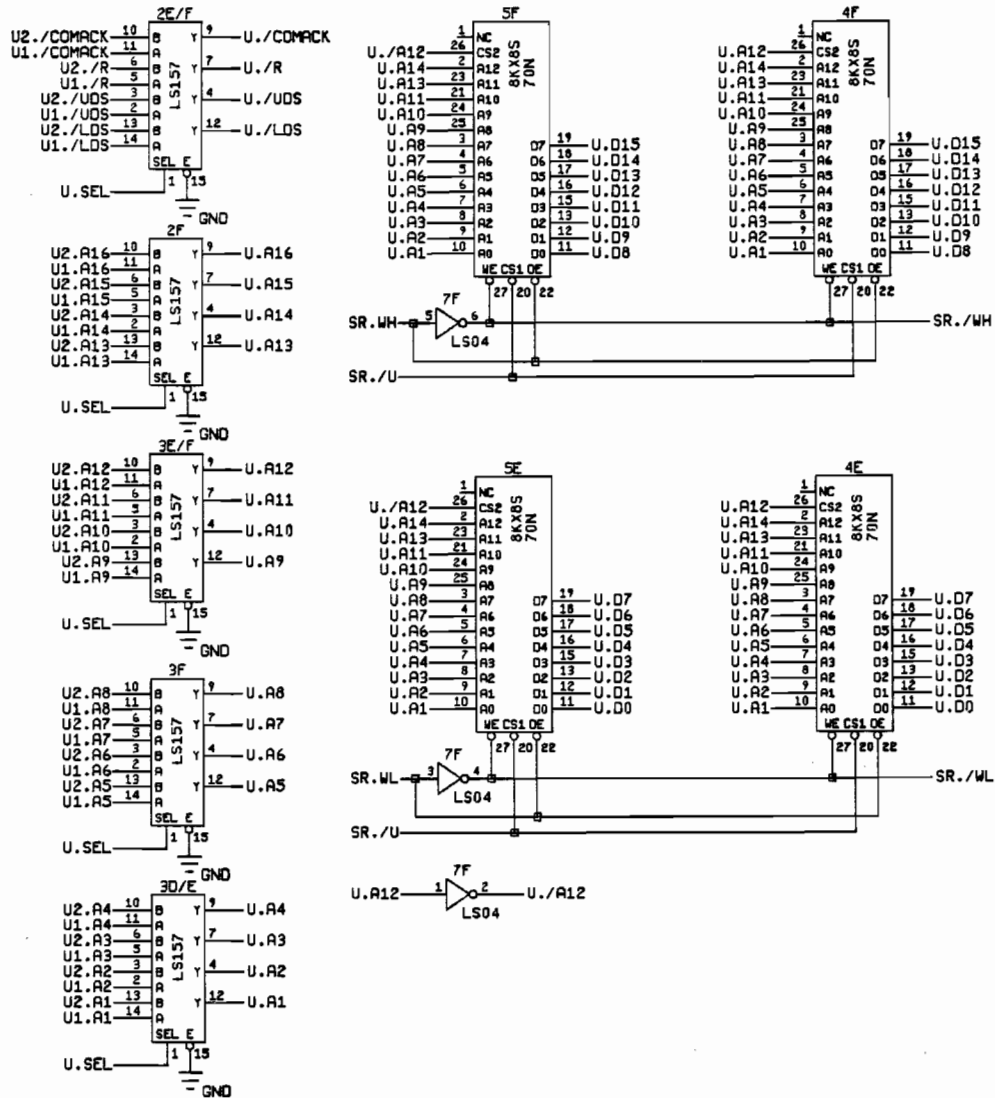 2E/F
U2./COMACK 10 B Y 9 U./COMACK
U1./COMACK 11 A
U2./R 6 B Y 7 U./R
U1./R 5 A
U2./UDS 3 B Y 4 U./UDS
U1./UDS 2 A
U2./LDS 13 B Y 12 U./LDS
U1./LDS 14 A
LS157
SEL E
U.SEL 1 15
GND
2F
U2.A16 10 B Y 9 U.A16
U1.A16 11 A
U2.A15 6 B Y 7 U.A15
U1.A15 5 A
U2.A14 3 B Y 4 U.A14
U1.A14 2 A
U2.A13 13 B Y 12 U.A13
U1.A13 14 A
LS157
SEL E
U.SEL 1 15
GND
3E/F
U2.A12 10 B Y 9 U.A12
U1.A12 11 A
U2.A11 6 B Y 7 U.A11
U1.A11 5 A
U2.A10 3 B Y 4 U.A10
U1.A10 2 A
U2.A9 13 B Y 12 U.A9
U1.A9 14 A
LS157
SEL E
U.SEL 1 15
GND
3F
U2.A8 10 B Y 9 U.A8
U1.A8 11 A
U2.A7 6 B Y 7 U.A7
U1.A7 5 A
U2.A6 3 B Y 4 U.A6
U1.A6 2 A
U2.A5 13 B Y 12 U.A5
U1.A5 14 A
LS157
SEL E
U.SEL 1 15
GND
3D/E
U2.A4 10 B Y 9 U.A4
U1.A4 11 A
U2.A3 6 B Y 7 U.A3
U1.A3 5 A
U2.A2 3 B Y 4 U.A2
U1.A2 2 A
U2.A1 13 B Y 12 U.A1
U1.A1 14 A
LS157
SEL E
U.SEL 1 15
GND
5F
1 NC
U./A12 26 CS2
U.A14 2 A12
U.A13 23 A11
U.A11 21 A10
U.A10 24 A9
U.A9 25 A8
U.A8 3 A7 D7 19 U.D15
U.A7 4 A6 D6 18 U.D14
U.A6 5 A5 D5 17 U.D13
U.A5 6 A4 D4 16 U.D12
U.A4 7 A3 D3 15 U.D11
U.A3 8 A2 D2 13 U.D10
U.A2 9 A1 D1 12 U.D9
U.A1 10 A0 D0 11 U.D8
8KX8S
70N
WE CS1 OE
27 20 22
4F
1 NC
U.A12 26 CS2
U.A14 2 A12
U.A13 23 A11
U.A11 21 A10
U.A10 24 A9
U.A9 25 A8
U.A8 3 A7 D7 19 U.D15
U.A7 4 A6 D6 18 U.D14
U.A6 5 A5 D5 17 U.D13
U.A5 6 A4 D4 16 U.D12
U.A4 7 A3 D3 15 U.D11
U.A3 8 A2 D2 13 U.D10
U.A2 9 A1 D1 12 U.D9
U.A1 10 A0 D0 11 U.D8
8KX8S
70N
WE CS1 OE
27 20 22
7F
SR.WH 5 6 SR./WH
LS04
SR./U
5E
1 NC
U./A12 26 CS2
U.A14 2 A12
U.A13 23 A11
U.A11 21 A10
U.A10 24 A9
U.A9 25 A8
U.A8 3 A7 D7 19 U.D7
U.A7 4 A6 D6 18 U.D6
U.A6 5 A5 D5 17 U.D5
U.A5 6 A4 D4 16 U.D4
U.A4 7 A3 D3 15 U.D3
U.A3 8 A2 D2 13 U.D2
U.A2 9 A1 D1 12 U.D1
U.A1 10 A0 D0 11 U.D0
8KX8S
70N
WE CS1 OE
27 20 22
4E
1 NC
U.A12 26 CS2
U.A14 2 A12
U.A13 23 A11
U.A11 21 A10
U.A10 24 A9
U.A9 25 A8
U.A8 3 A7 D7 19 U.D7
U.A7 4 A6 D6 18 U.D6
U.A6 5 A5 D5 17 U.D5
U.A5 6 A4 D4 16 U.D4
U.A4 7 A3 D3 15 U.D3
U.A3 8 A2 D2 13 U.D2
U.A2 9 A1 D1 12 U.D1
U.A1 10 A0 D0 11 U.D0
8KX8S
70N
WE CS1 OE
27 20 22
7F
SR.WL 3 4 SR./WL
LS04
SR./U
7F
U.A12 1 2 U./A12
LS04